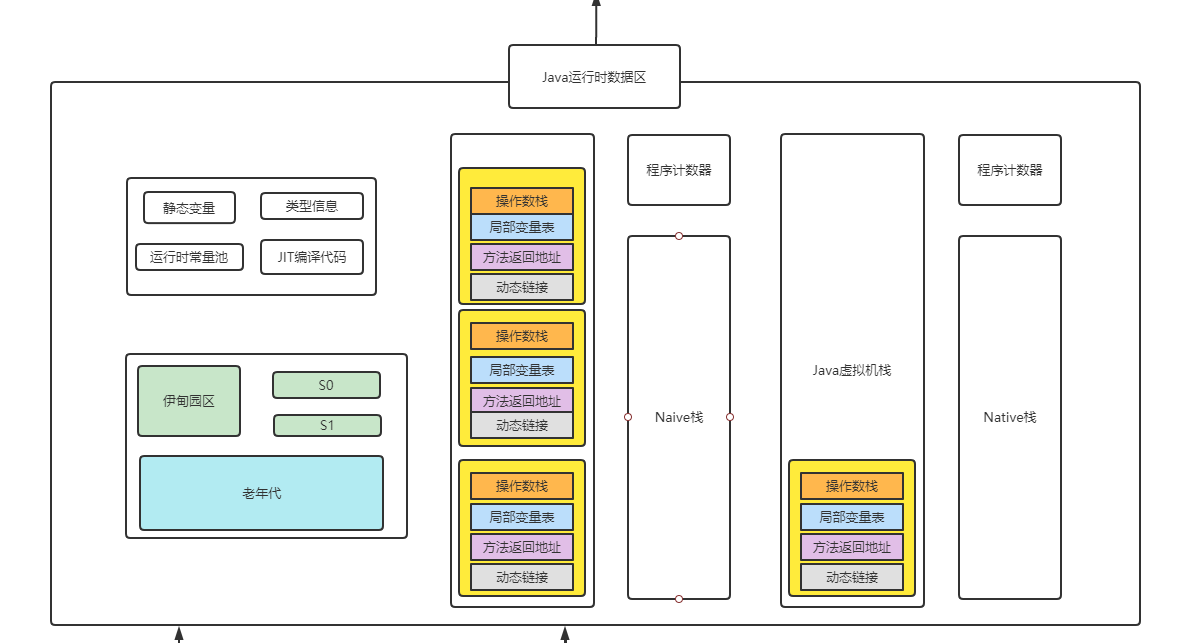 Java运行时数据区
静态变量
类型信息
运行时常量池
JIT编译代码
伊甸园区
S0
S1
老年代
操作数栈
局部变量表
方法返回地址
动态链接
操作数栈
局部变量表
方法返回地址
动态链接
操作数栈
局部变量表
方法返回地址
动态链接
程序计数器
Naive栈
Java虚拟机栈
操作数栈
局部变量表
方法返回地址
动态链接
程序计数器
Native栈